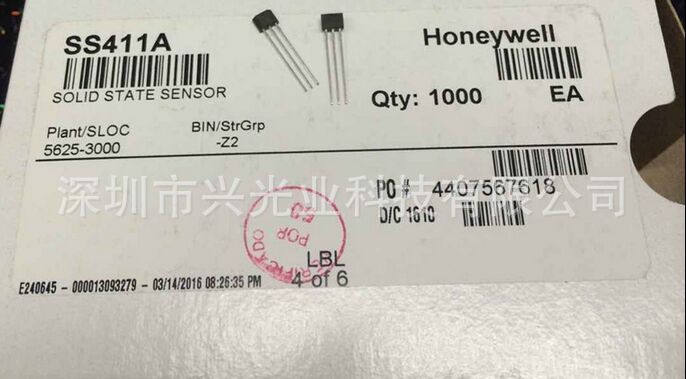 SS411A
Honeywell
SOLID STATE SENSOR
Qty: 1000 EA
Plant/SLOC BIN/StrGrp
5625-3000 -Z2
深圳市兴光业科技有限公司
PO # 4407567618
D/C 1610
50
POP
LBL
4 of 6
E240645 - 000013093279 - 03/14/2016 08:26:35 PM